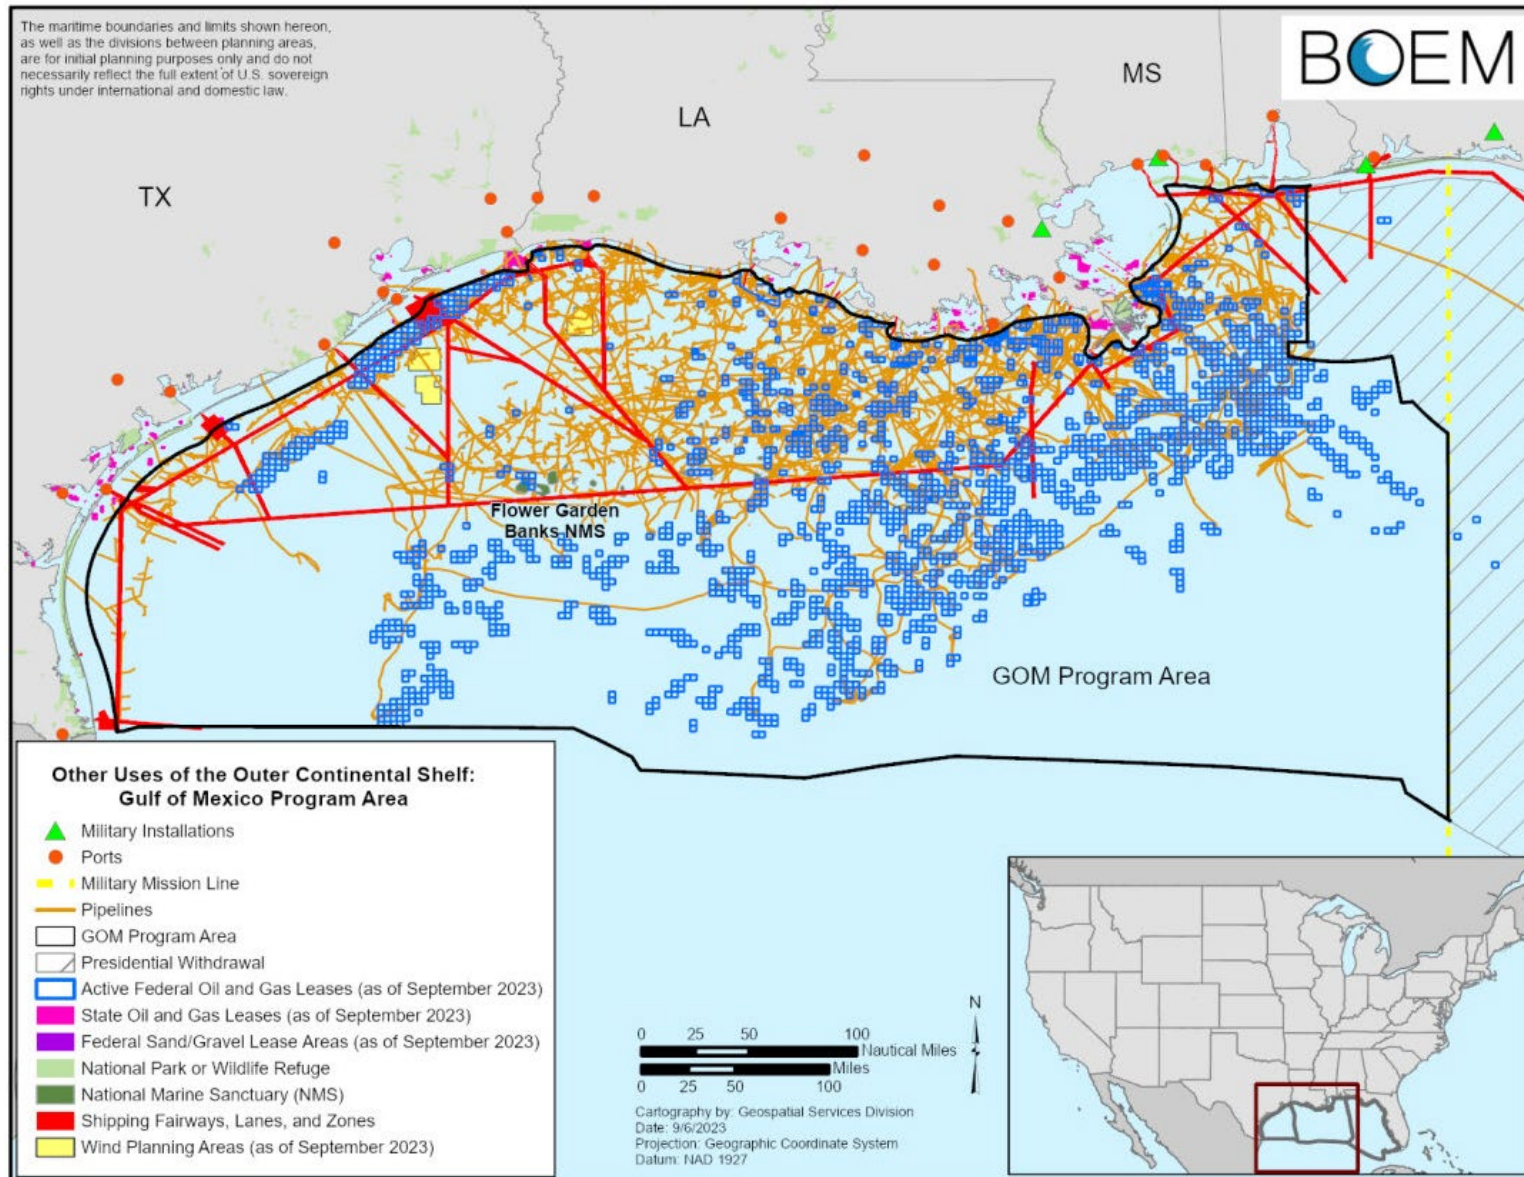 The maritime boundaries and limits shown hereon,
as well as the divisions between planning areas,
are for initial planning purposes only and do not
necessarily reflect the full extent of U.S. sovereign
rights under international and domestic law.
BOEM
MS
LA
TX
Flower Garden
Banks NMS
GOM Program Area
Other Uses of the Outer Continental Shelf:
Gulf of Mexico Program Area
Military Installations
Ports
Military Mission Line
Pipelines
GOM Program Area
Presidential Withdrawal
Active Federal Oil and Gas Leases (as of September 2023)
State Oil and Gas Leases (as of September 2023)
Federal Sand/Gravel Lease Areas (as of September 2023)
National Park or Wildlife Refuge
National Marine Sanctuary (NMS)
Shipping Fairways, Lanes, and Zones
Wind Planning Areas (as of September 2023)
0 25 50 100
Nautical Miles
Miles
0 25 50 100
N
Cartography by: Geospatial Services Division
Date: 9/6/2023
Projection: Geographic Coordinate System
Datum: NAD 1927